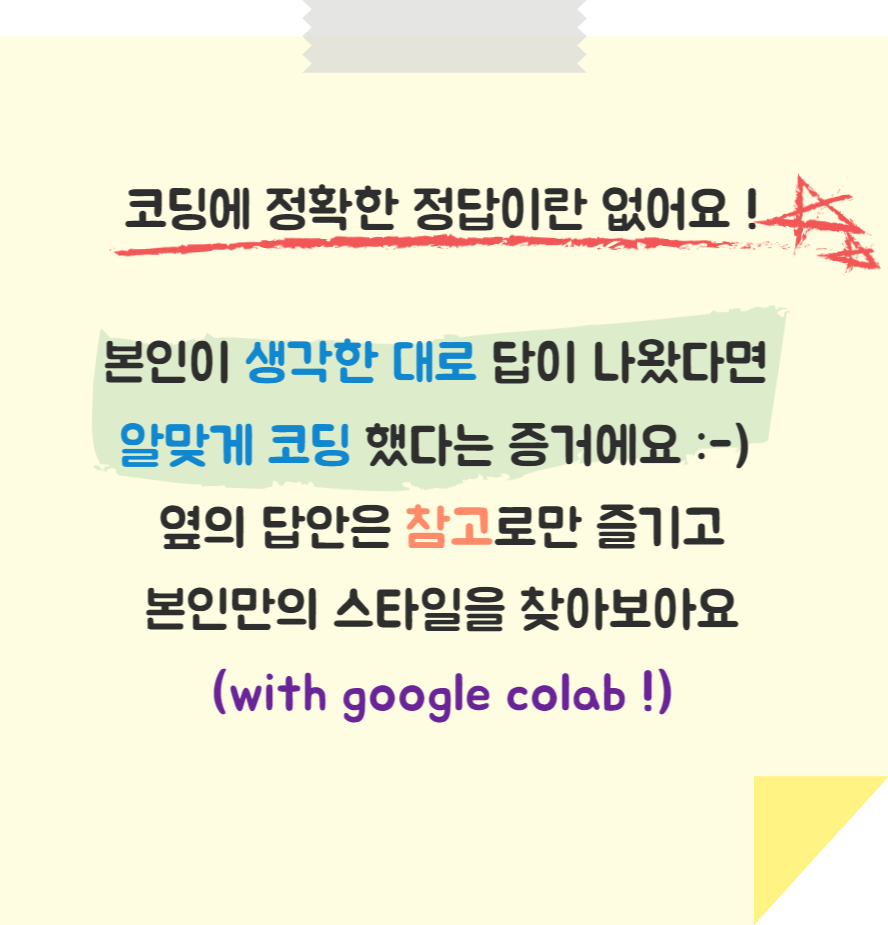 코딩에 정확한 정답이란 없어요 !
본인이 생각한 대로 답이 나왔다면
알맞게 코딩 했다는 증거에요 :-)
옆의 답안은 참고로만 즐기고
본인만의 스타일을 찾아보아요
(with google colab !)